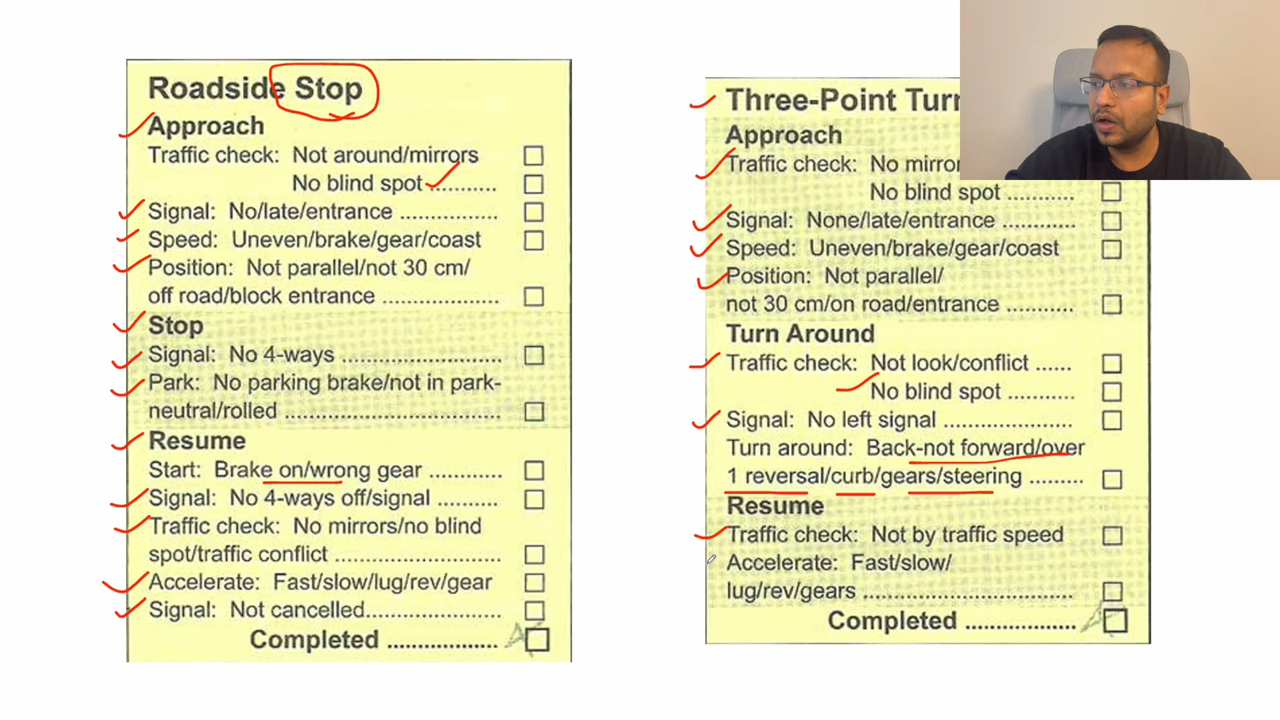 Roadside Stop
Approach
Traffic check: Not around/mirrors
No blind spot ..........
Signal: No/late/entrance ................
Speed: Uneven/brake/gear/coast
Position: Not parallel/not 30 cm/
off road/block entrance ..................
Stop
Signal: No 4-ways .........................
Park: No parking brake/not in park-
neutral/rolled ..................................
Resume
Start: Brake on/wrong gear ............
Signal: No 4-ways off/signal ...........
Traffic check: No mirrors/no blind
spot/traffic conflict ..........................
Accelerate: Fast/slow/lug/rev/gear
Signal: Not cancelled.....................
Completed ..................
Three-Point Turn
Approach
Traffic check: No
No blind spot ..........
Signal: None/late/entrance ...........
Speed: Uneven/brake/gear/coast
Position: Not parallel/
not 30 cm/on road/entrance ..........
Turn Around
Traffic check: Not look/conflict ......
No blind spot ..........
Signal: No left signal ....................
Turn around: Back-not forward/over
1 reversal/curb/gears/steering ........
Resume
Traffic check: Not by traffic speed
Accelerate: Fast/slow/
lug/rev/gears ................................
Completed ..................